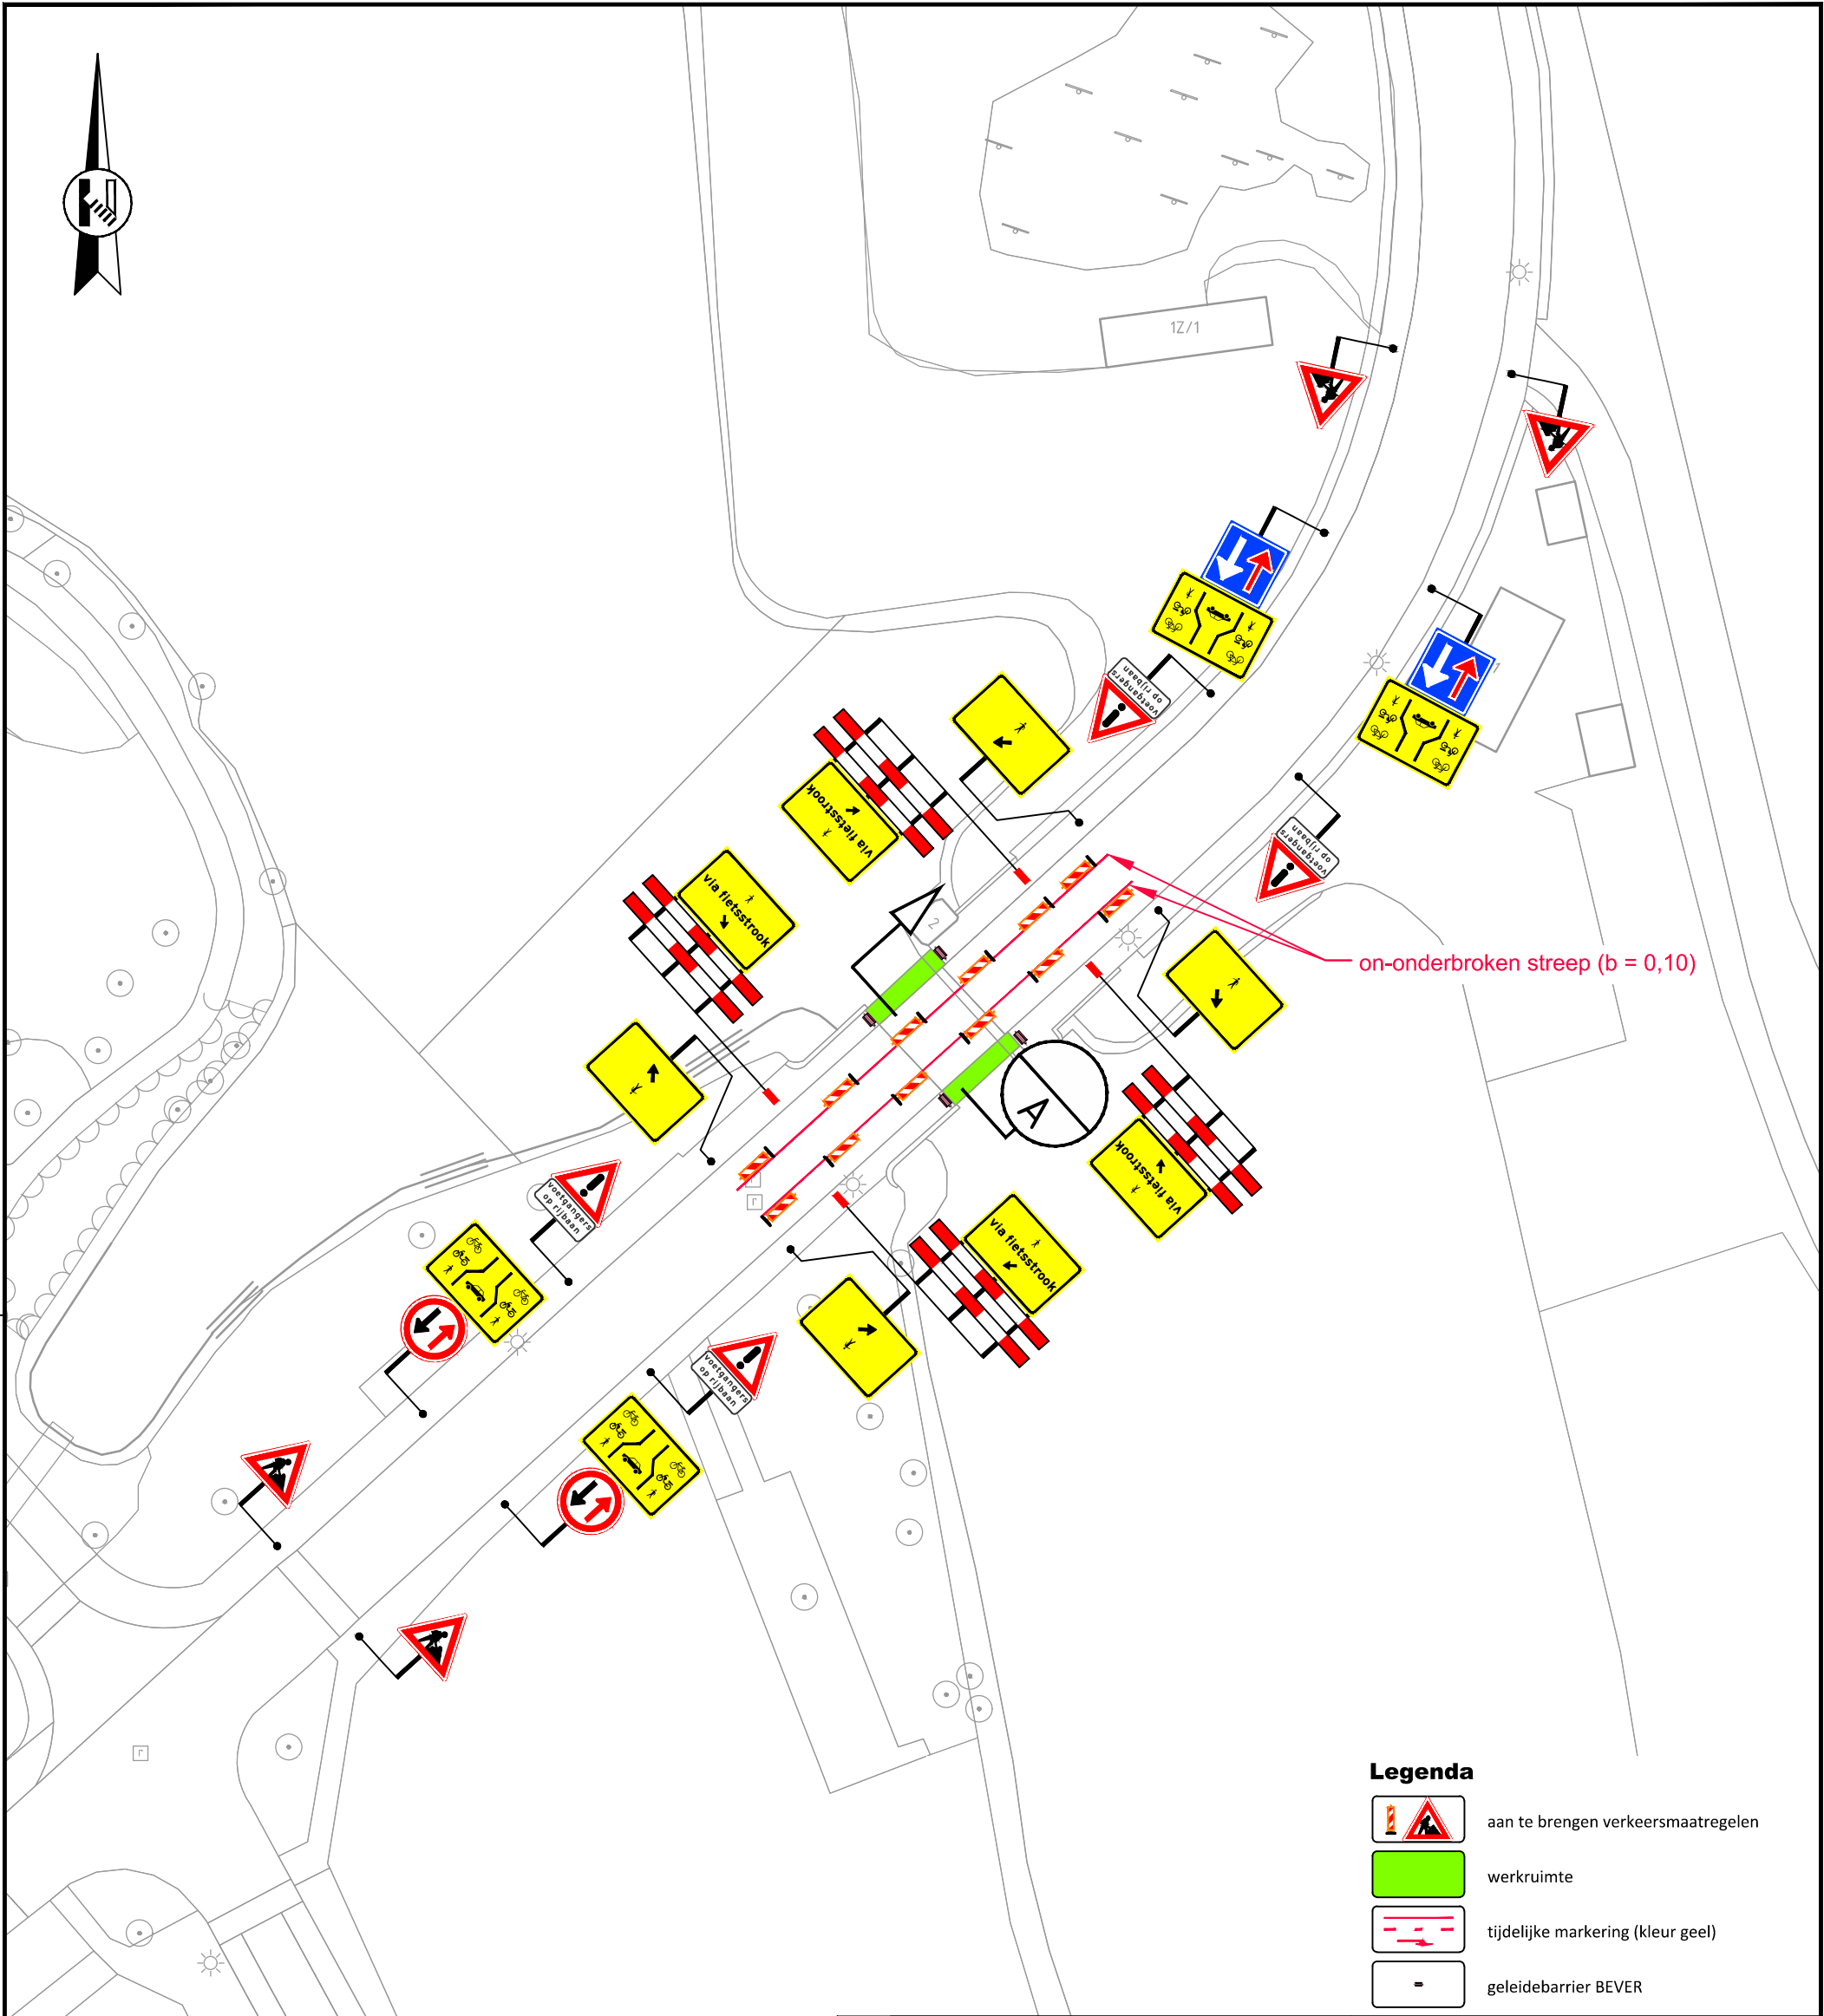 1Z/1
voetgangers
op rijbaan
via fietsstrook
via fietsstrook
voetgangers
op rijbaan
2
on-onderbroken streep (b = 0,10)
A
voetgangers
op rijbaan
via fietsstrook
via fietsstrook
voetgangers
op rijbaan
Legenda
aan te brengen verkeersmaatregelen
werkruimte
tijdelijke markering (kleur geel)
geleidebarrier BEVER